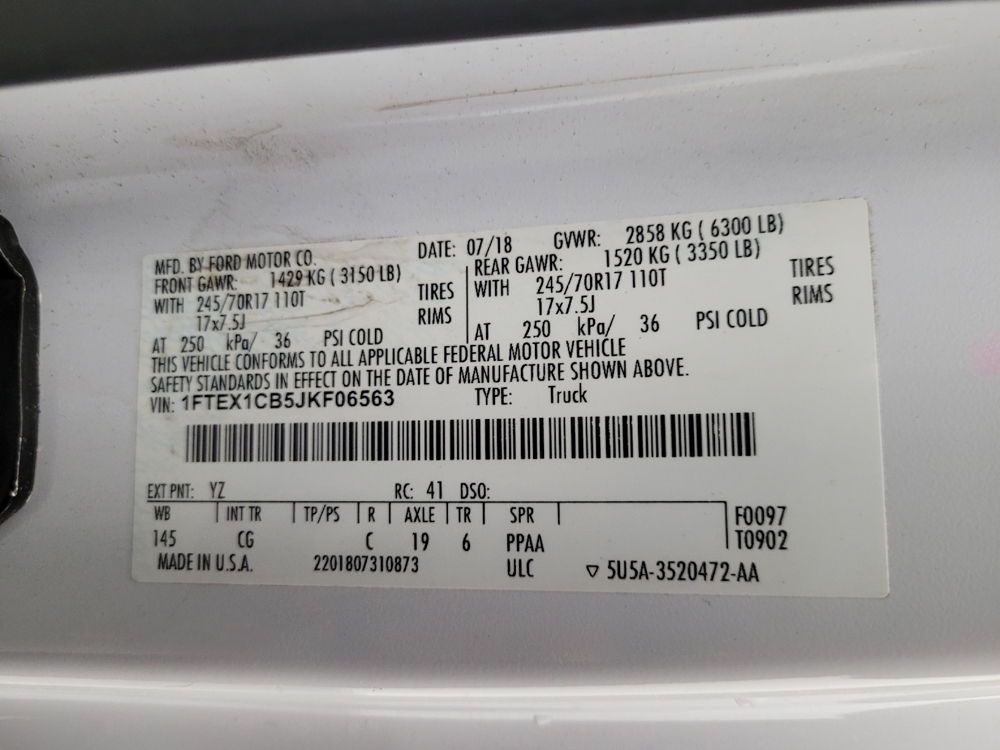 MFD. BY FORD MOTOR CO. DATE: 07/18 GVWR: 2858 KG ( 6300 LB)
FRONT GAWR: 1429 KG ( 3150 LB) REAR GAWR: 1520 KG ( 3350 LB)
WITH 245/70R17 110T TIRES WITH 245/70R17 110T TIRES
17x7.5J RIMS 17x7.5J RIMS
AT 250 kPa/ 36 PSI COLD AT 250 kPa/ 36 PSI COLD
THIS VEHICLE CONFORMS TO ALL APPLICABLE FEDERAL MOTOR VEHICLE
SAFETY STANDARDS IN EFFECT ON THE DATE OF MANUFACTURE SHOWN ABOVE.
VIN: 1FTEX1CB5JKF06563 TYPE: Truck
EXT PNT: YZ RC: 41 DSO:
WB INT TR TP/PS R AXLE TR SPR F0097
145 CG C 19 6 PPAA T0902
MADE IN U.S.A. 2201807310873 ULC ▽ 5U5A-3520472-AA